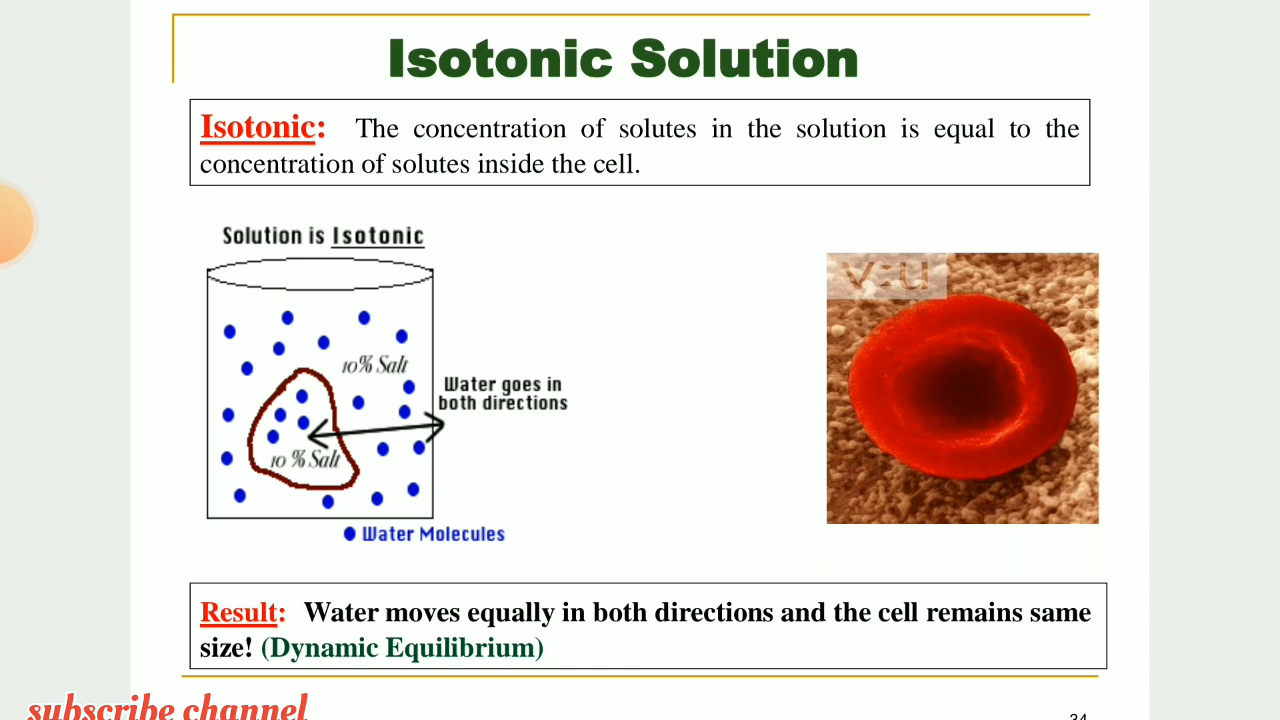 Isotonic Solution
Isotonic: The concentration of solutes in the solution is equal to the
concentration of solutes inside the cell.
Solution is Isotonic
10% Salt
Water goes in
both directions
10 % Salt
Water Molecules
Result: Water moves equally in both directions and the cell remains same
size! (Dynamic Equilibrium)
subscribe channel
34